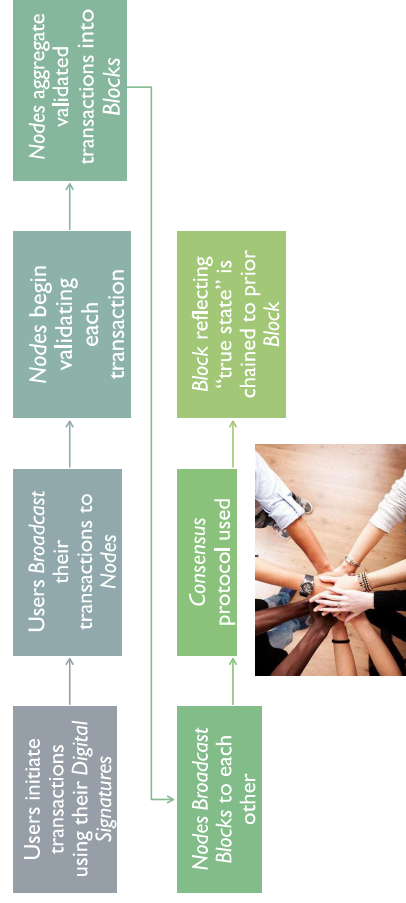 Users initiate
transactions
using their Digital
Signatures
Users Broadcast
their
transactions to
Nodes
Nodes begin
validating
each
transaction
Nodes aggregate
validated
transactions into
Blocks
Nodes Broadcast
Blocks to each
other
Consensus
protocol used
Block reflecting
“true state” is
chained to prior
Block